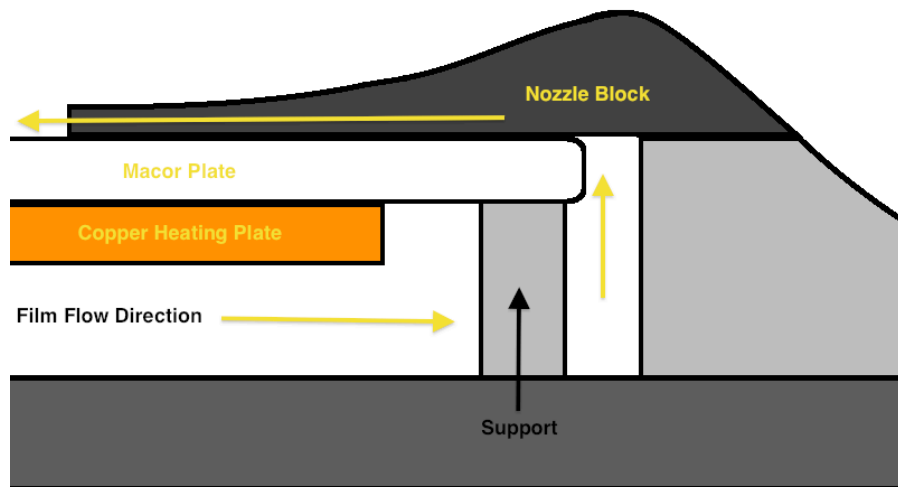 Nozzle Block
Macor Plate
Copper Heating Plate
Film Flow Direction
Support